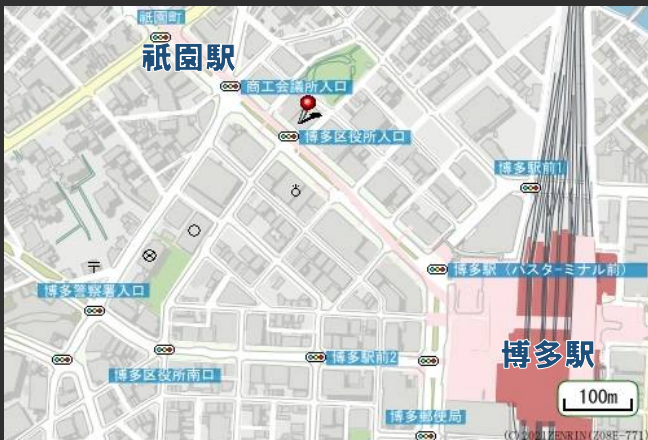 祇園町
祇園駅
商工会議所入口
博多区役所入口
博多駅前1
博多駅（バスターミナル前）
博多警察署入口
博多駅前2
博多駅
博多区役所南口
100m
博多郵便局
(C)2021ZENRIN(Z08E-771)